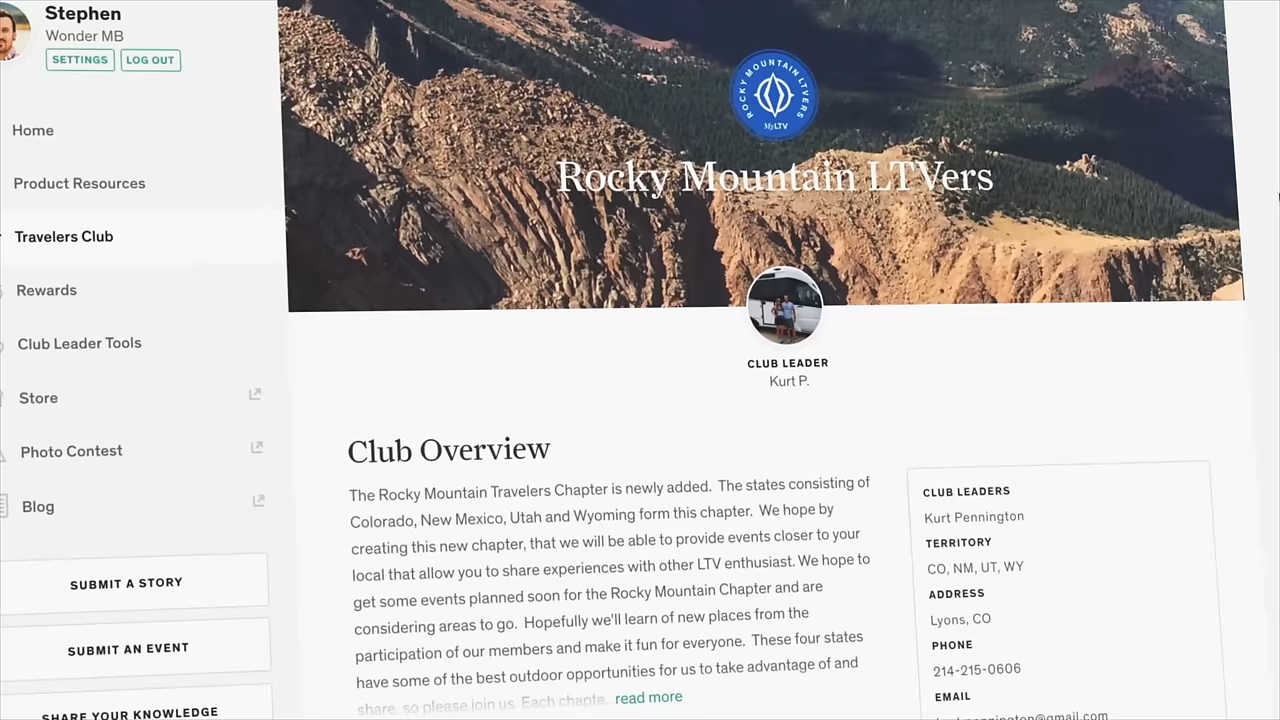 Stephen
Wonder MB
SETTINGS
LOG OUT
Home
Product Resources
Travelers Club
Rewards
Club Leader Tools
Store
Photo Contest
Blog
SUBMIT A STORY
SUBMIT AN EVENT
SHARE YOUR KNOWLEDGE
ROCKY MOUNTAIN LTVERS
MyLTV
Rocky Mountain LTVers
CLUB LEADER
Kurt P.
Club Overview
The Rocky Mountain Travelers Chapter is newly added. The states consisting of
Colorado, New Mexico, Utah and Wyoming form this chapter. We hope by
creating this new chapter, that we will be able to provide events closer to your
local that allow you to share experiences with other LTV enthusiast. We hope to
get some events planned soon for the Rocky Mountain Chapter and are
considering areas to go. Hopefully we'll learn of new places from the
participation of our members and make it fun for everyone. These four states
have some of the best outdoor opportunities for us to take advantage of and
share, so please join us. Each chapte. read more
CLUB LEADERS
Kurt Pennington
TERRITORY
CO, NM, UT, WY
ADDRESS
Lyons, CO
PHONE
214-215-0606
EMAIL